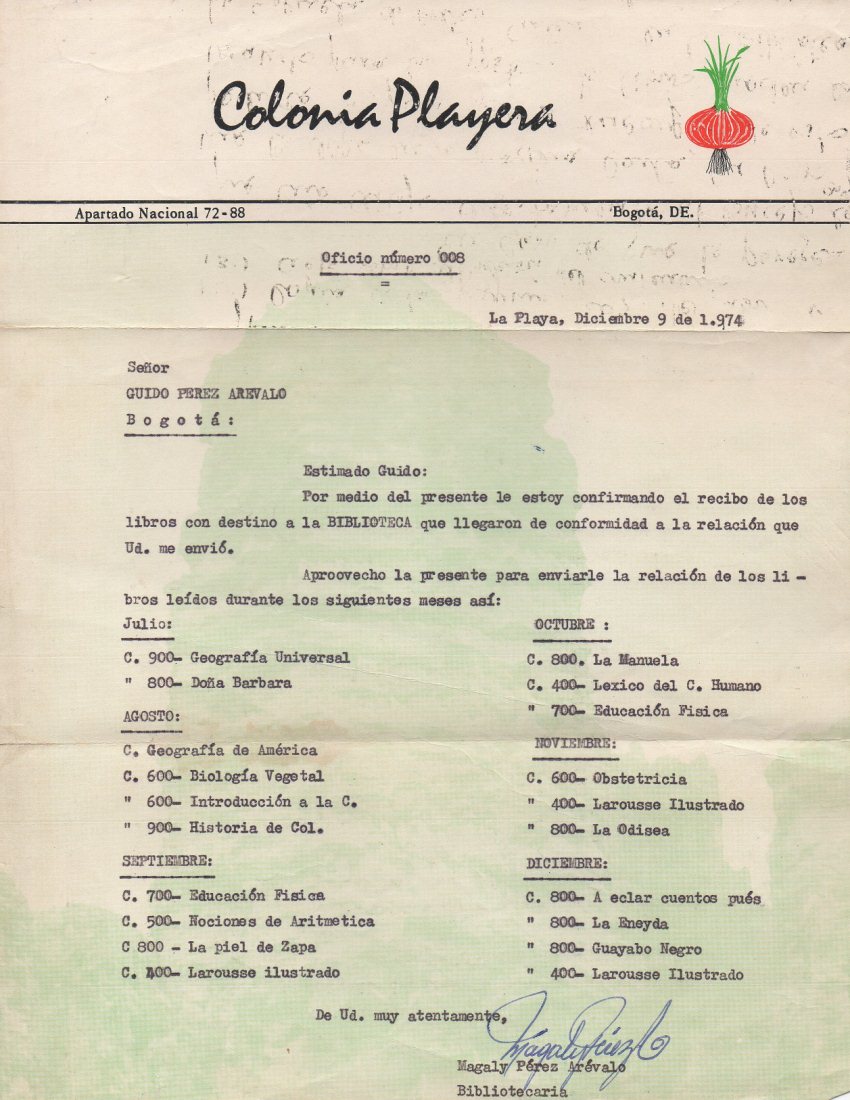 Colonia Playera
Apartado Nacional 72-88
Bogotá, DE.
Oficio número 008
=
La Playa, Diciembre 9 de 1.974
Señor
GUIDO PEREZ AREVALO
B o g o t á :
Estimado Guido:
Por medio del presente le estoy confirmando el recibo de los
libros con destino a la BIBLIOTECA que llegaron de conformidad a la relación que
Ud. me envió.
Aproovecho la presente para enviarle la relación de los li -
bros leídos durante los siguientes meses así:
Julio:
C. 900- Geografía Universal
" 800- Doña Barbara
AGOSTO:
C. Geografía de América
C. 600- Biología Vegetal
" 600- Introducción a la C.
" 900- Historia de Col.
SEPTIEMBRE:
C. 700- Educación Fisica
C. 500- Nociones de Aritmetica
C 800 - La piel de Zapa
C. 400- Larousse ilustrado
OCTUBRE :
C. 800. La Manuela
C. 400- Lexico del C. Humano
" 700- Educación Fisica
NOVIEMBRE:
C. 600- Obstetricia
" 400- Larousse Ilustrado
" 800- La Odisea
DICIEMBRE:
C. 800- A eclar cuentos pués
" 800- La Eneyda
" 800- Guayabo Negro
" 400- Larousse Ilustrado
De Ud. muy atentamente,
Magaly Pérez A
Magaly Pérez Arévalo
Bibliotecaria